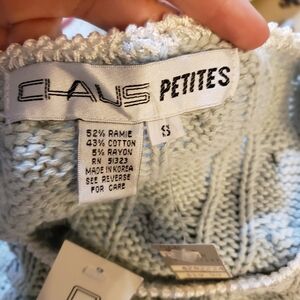 CHAUS PETITES
S
52% RAMIE
43% COTTON
5% RAYON
RN 51323
MADE IN KOREA
SEE REVERSE
FOR CARE